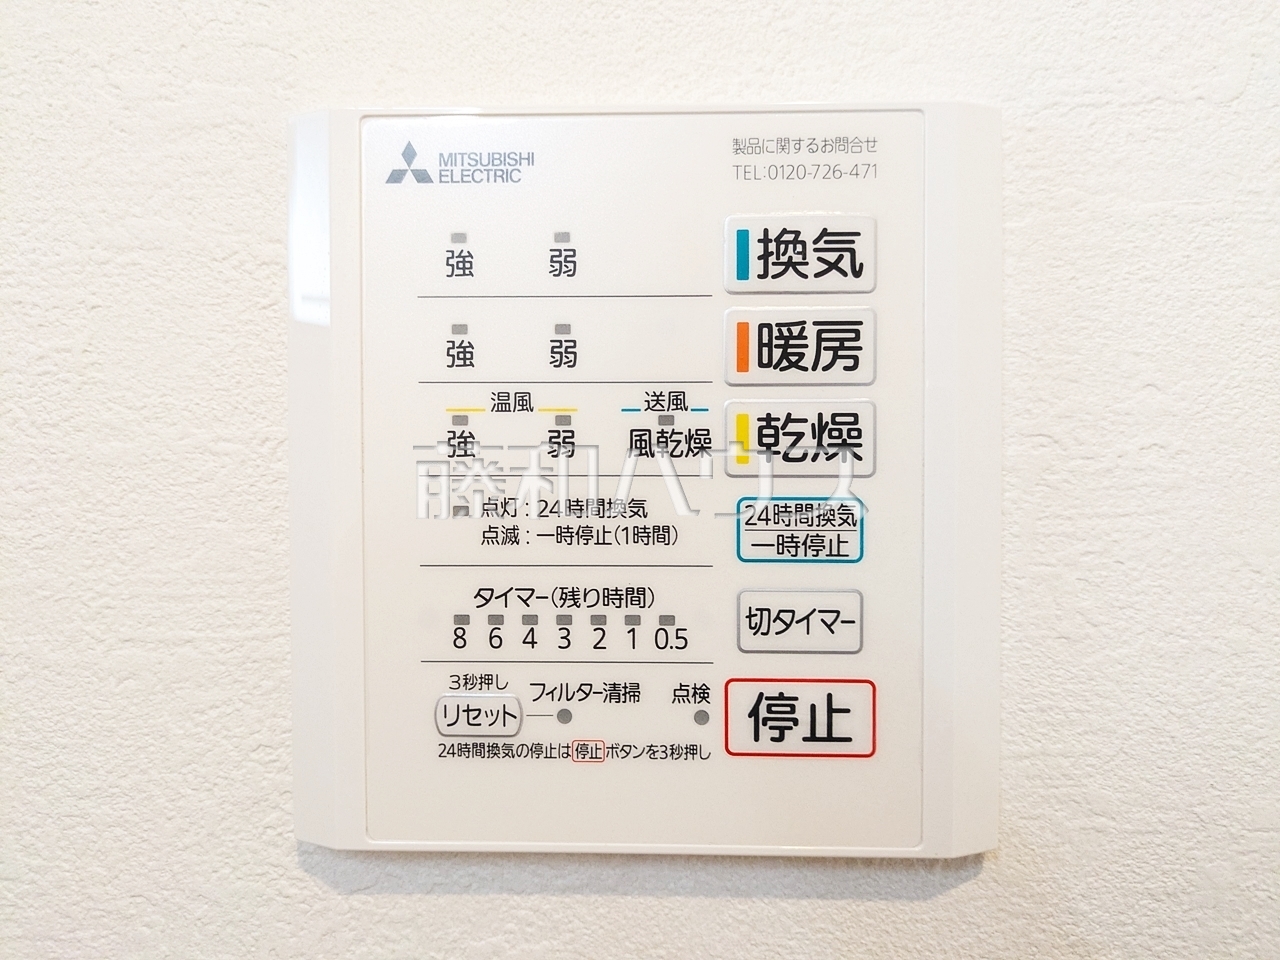 MITSUBISHI
ELECTRIC
製品に関するお問合せ
TEL:0120-726-471
強 弱 換気
強 弱 暖房
温風 送風
強 弱 風乾燥 乾燥
藤和ハウス
点灯:24時間換気
点滅:一時停止(1時間)
24時間換気
一時停止
タイマー(残り時間)
8 6 4 3 2 1 0.5
切タイマー
3秒押し
リセット フィルター清掃 点検
停止
24時間換気の停止は停止ボタンを3秒押し